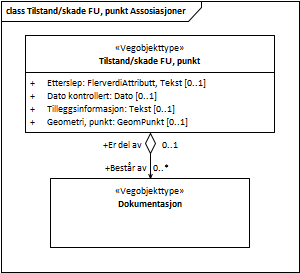 class Tilstand/skade FU, punkt Assosiasjoner
«Vegobjekttype»
Tilstand/skade FU, punkt
+ Etterslep: FlerverdiAttributt, Tekst [0..1]
+ Dato kontrollert: Dato [0..1]
+ Tilleggsinformasjon: Tekst [0..1]
+ Geometri, punkt: GeomPunkt [0..1]
+Er del av 0..1
+Består av 0..*
«Vegobjekttype»
Dokumentasjon